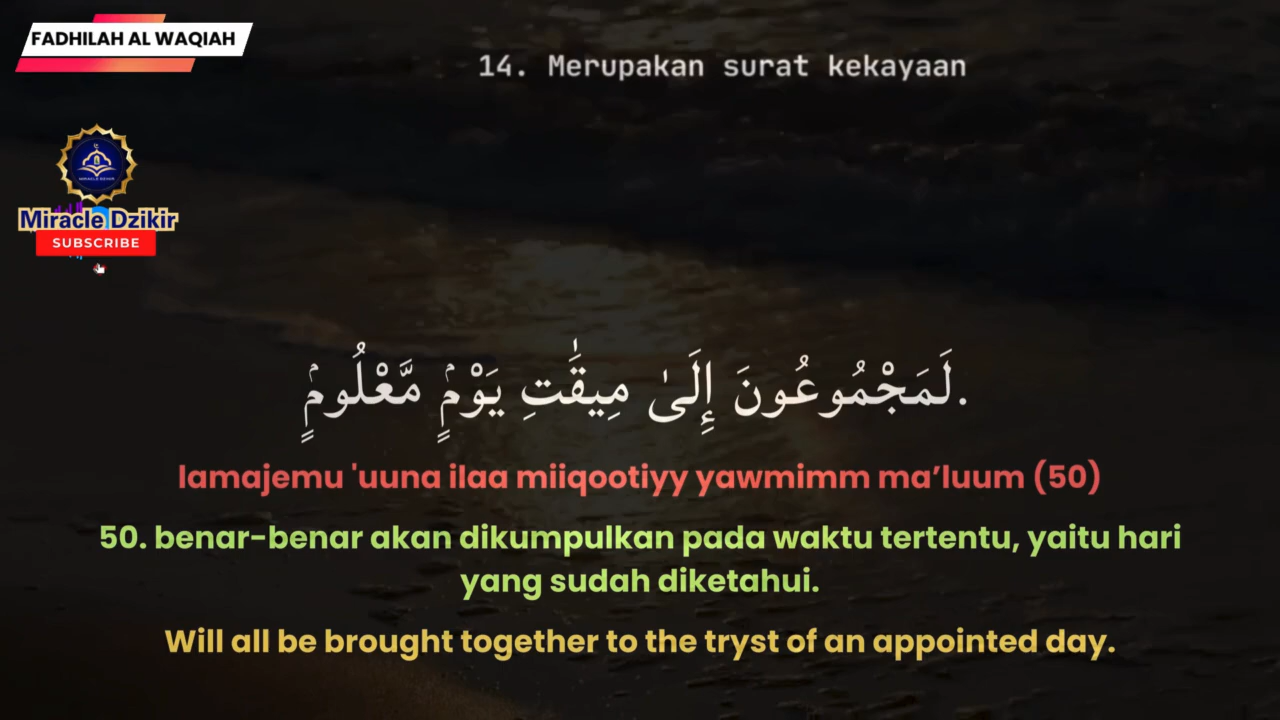 FADHILAH AL WAQIAH
14. Merupakan surat kekayaan
Miracle Dzikir
SUBSCRIBE
لَمَجْمُوعُونَ إِلَىٰ مِيقَٰتِ يَوْمٍۢ مَّعْلُومٍۢ.
lamajemu 'uuna ilaa miiqootiyy yawmimm ma’luum (50)
50. benar-benar akan dikumpulkan pada waktu tertentu, yaitu hari
yang sudah diketahui.
Will all be brought together to the tryst of an appointed day.